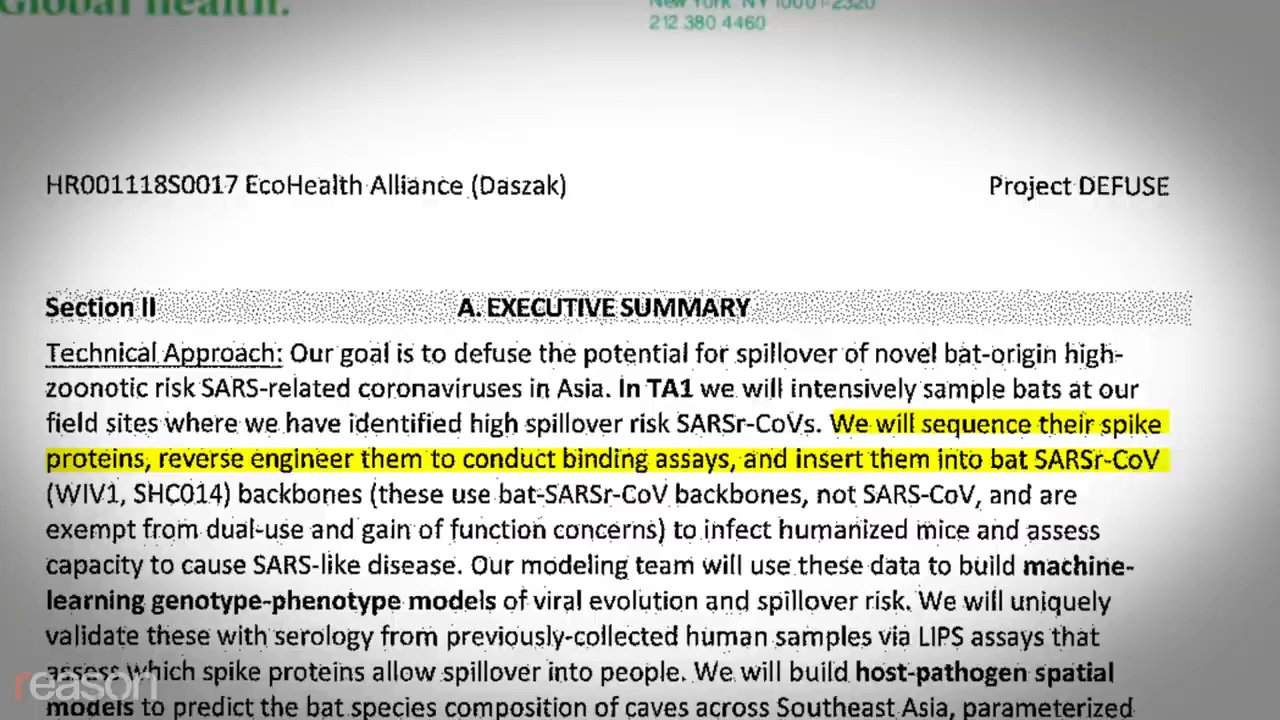 Global health.
New York, NY 10001-2320
212.380.4460
HR001118S0017 EcoHealth Alliance (Daszak)
Project DEFUSE
Section II
A. EXECUTIVE SUMMARY
Technical Approach: Our goal is to defuse the potential for spillover of novel bat-origin high-
zoonotic risk SARS-related coronaviruses in Asia. In TA1 we will intensively sample bats at our
field sites where we have identified high spillover risk SARSr-CoVs. We will sequence their spike
proteins, reverse engineer them to conduct binding assays, and insert them into bat SARSr-CoV
(WIV1, SHC014) backbones (these use bat-SARSr-CoV backbones, not SARS-CoV, and are
exempt from dual-use and gain of function concerns) to infect humanized mice and assess
capacity to cause SARS-like disease. Our modeling team will use these data to build machine-
learning genotype-phenotype models of viral evolution and spillover risk. We will uniquely
validate these with serology from previously-collected human samples via LIPS assays that
assess which spike proteins allow spillover into people. We will build host-pathogen spatial
models to predict the bat species composition of caves across Southeast Asia, parameterized
reason